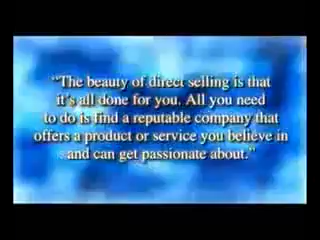 “The beauty of direct selling is that
it's all done for you. All you need
to do is find a reputable company that
offers a product or service you believe in
and can get passionate about.”